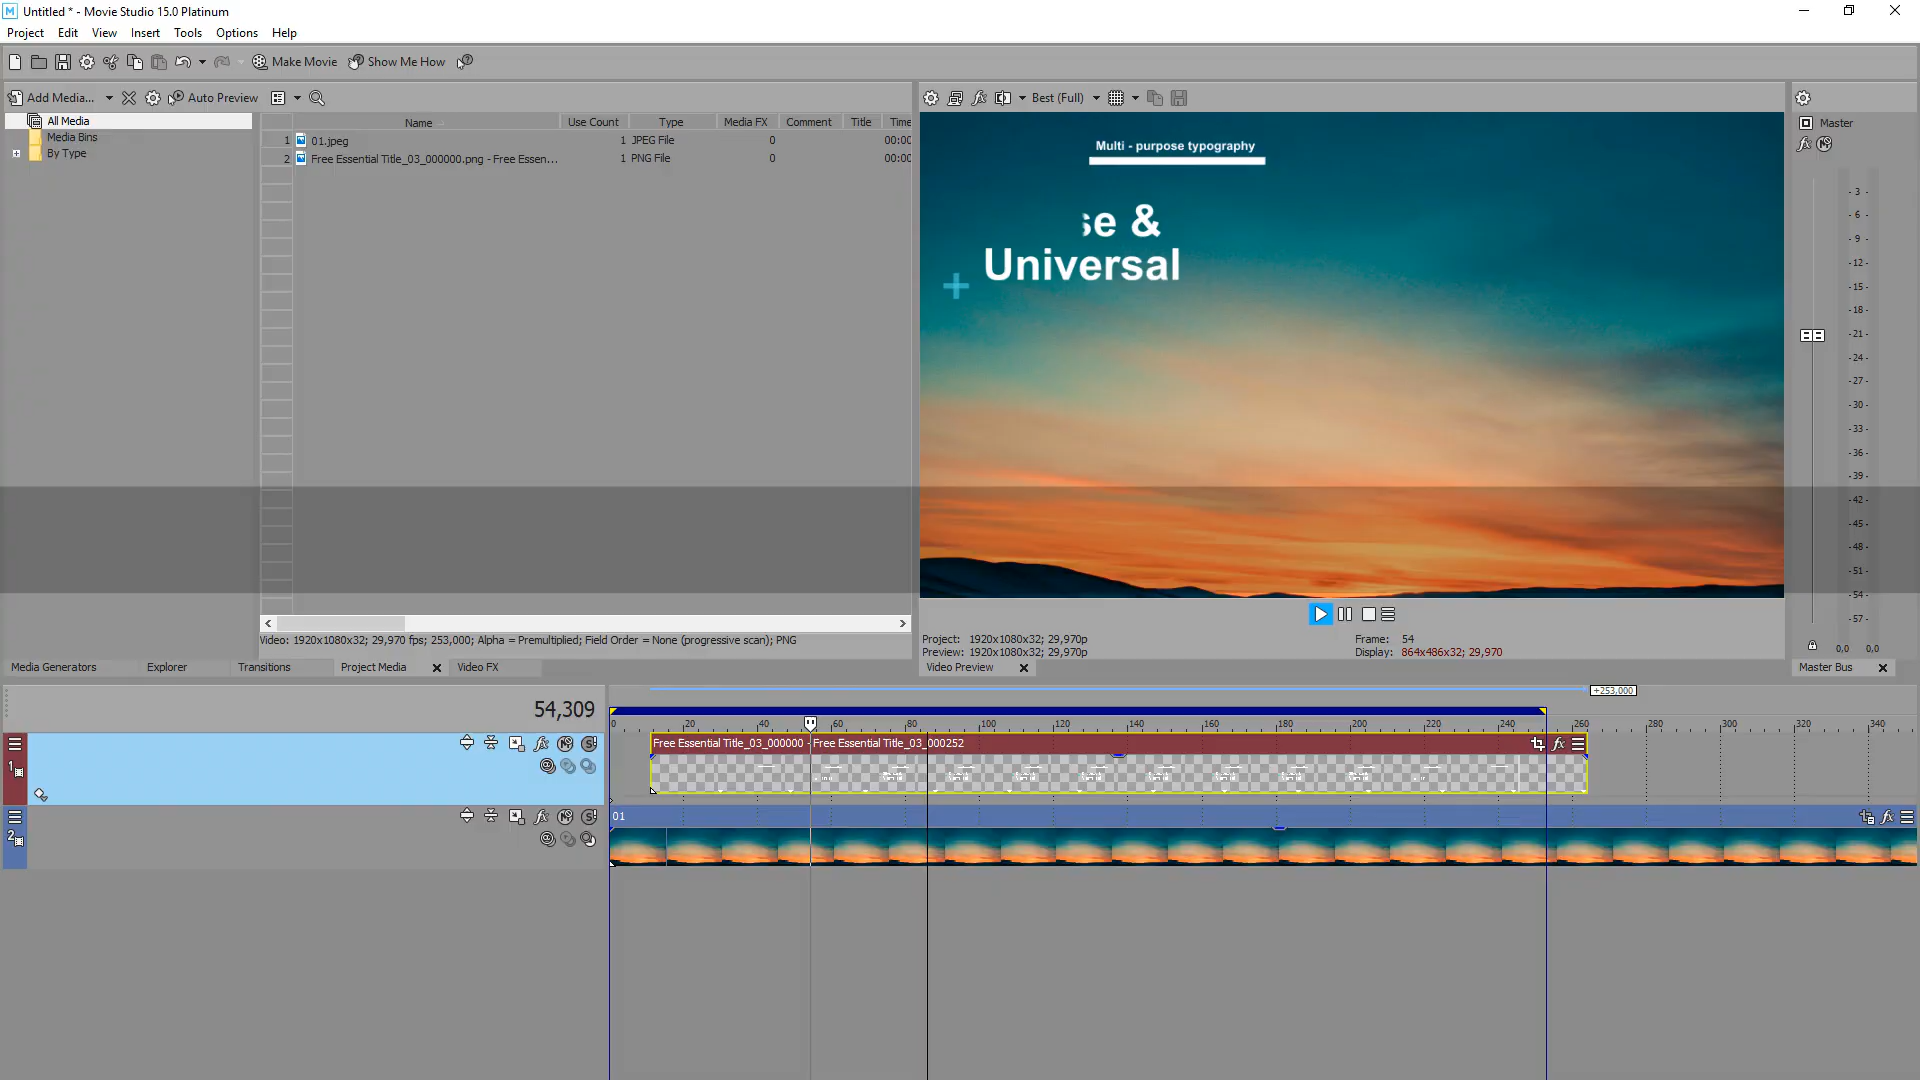 Untitled * - Movie Studio 15.0 Platinum
Project Edit View Insert Tools Options Help
Make Movie Show Me How
Add Media... Auto Preview
Best (Full)
All Media
Media Bins
By Type
Name Use Count Type Media FX Comment Title Time
1 01.jpeg 1 JPEG File 0 00:00
2 Free Essential Title_03_000000.png - Free Essen... 1 PNG File 0 00:00
Multi - purpose typography
se &
Universal
Master
- 3 -
- 6 -
- 9 -
- 12 -
- 15 -
- 18 -
- 21 -
- 24 -
- 27 -
- 30 -
- 33 -
- 36 -
- 39 -
- 42 -
- 45 -
- 48 -
- 51 -
- 54 -
- 57 -
0,0 0,0
Video: 1920x1080x32; 29,970 fps; 253,000; Alpha = Premultiplied; Field Order = None (progressive scan); PNG
Project: 1920x1080x32; 29,970p
Preview: 1920x1080x32; 29,970p
Frame: 54
Display: 864x486x32; 29,970
Media Generators Explorer Transitions Project Media Video FX
Video Preview
Master Bus
+253,000
54,309
0 20 40 60 80 100 120 140 160 180 200 220 240 260 280 300 320 340
1
Free Essential Title_03_000000 - Free Essential Title_03_000252
2
01